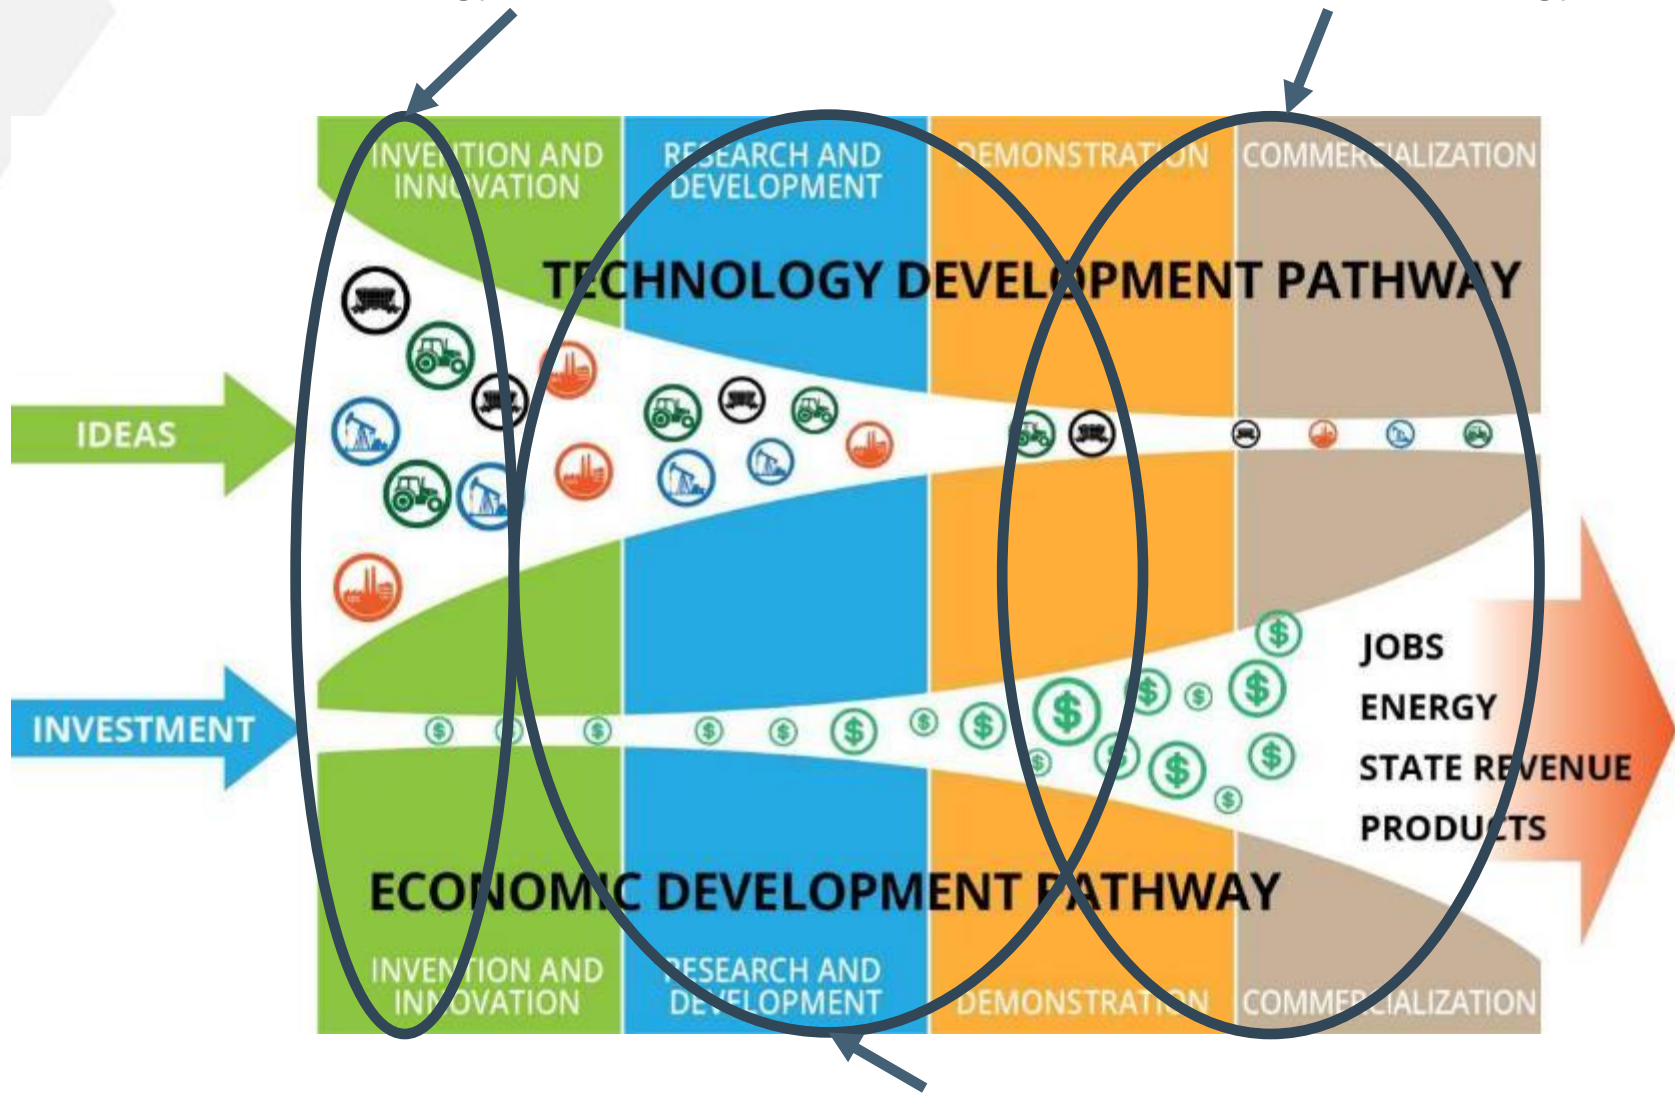 INVENTION AND
INNOVATION
RESEARCH AND
DEVELOPMENT
DEMONSTRATION
COMMERCIALIZATION
TECHNOLOGY DEVELOPMENT PATHWAY
IDEAS
INVESTMENT
$ $ $ $ $ $ $ $ $ $ $ $ $ $ $ $ $ $
JOBS
ENERGY
STATE REVENUE
PRODUCTS
ECONOMIC DEVELOPMENT PATHWAY
INVENTION AND
INNOVATION
RESEARCH AND
DEVELOPMENT
DEMONSTRATION
COMMERCIALIZATION